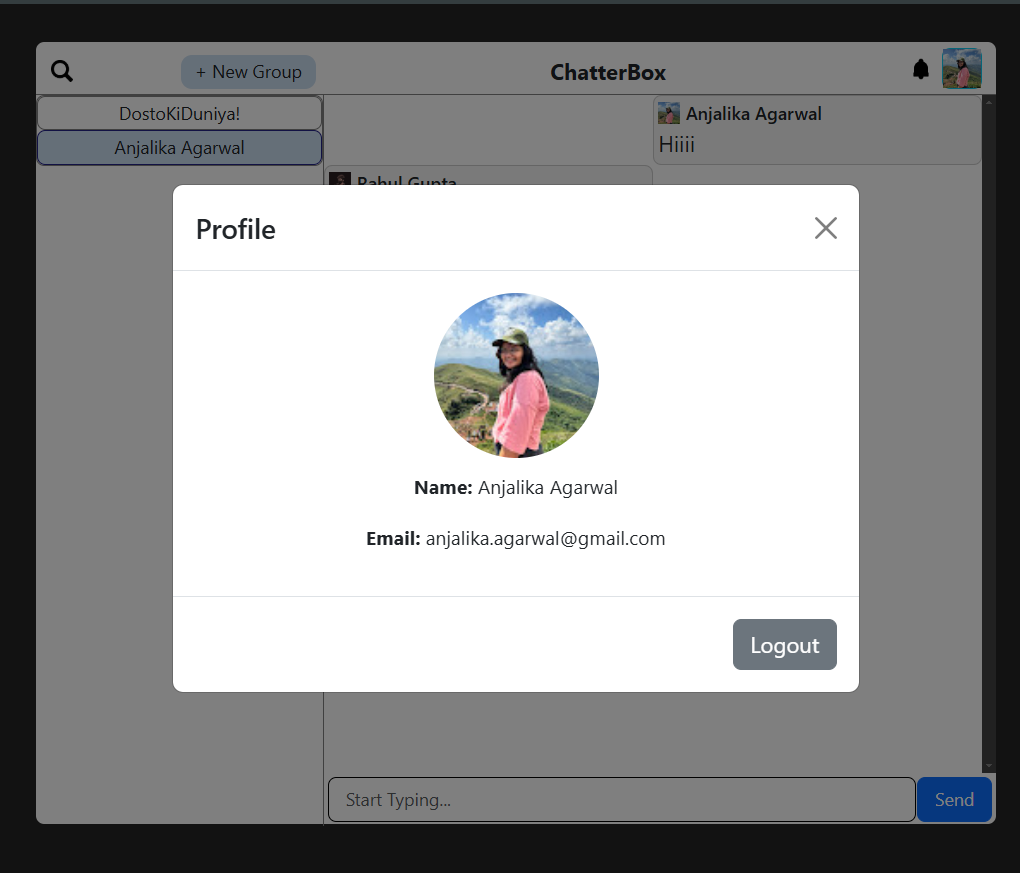 + New Group
ChatterBox
DostoKiDuniya!
Anjalika Agarwal
Anjalika Agarwal
Hiiii
Rahul Gupta
Profile
Name: Anjalika Agarwal
Email: anjalika.agarwal@gmail.com
Logout
Start Typing...
Send